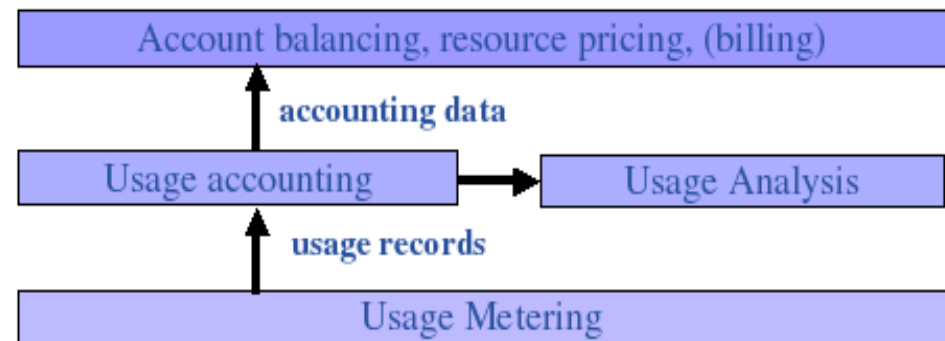 Account balancing, resource pricing, (billing)
accounting data
Usage accounting
Usage Analysis
usage records
Usage Metering